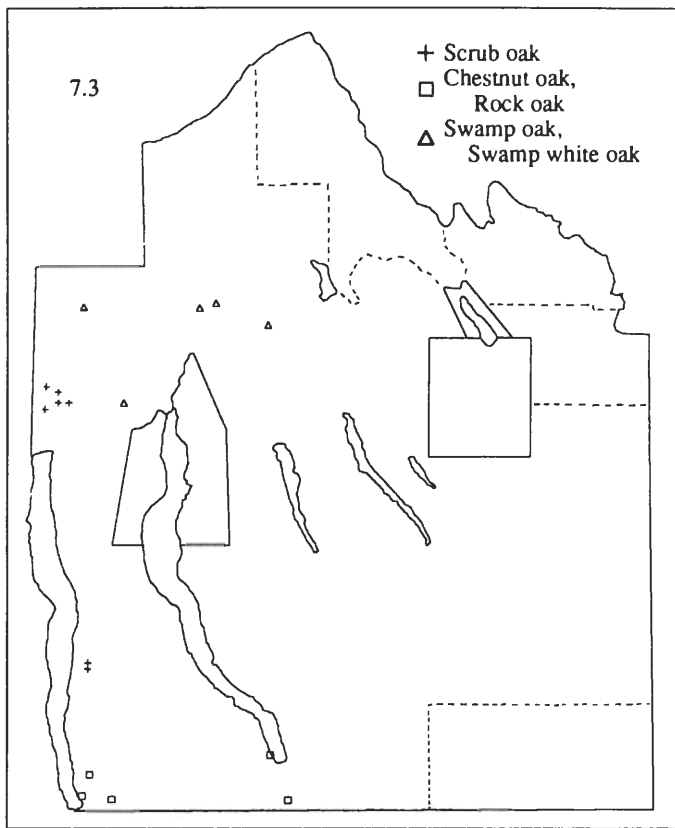 7.3
Scrub oak
Chestnut oak,
Rock oak
Swamp oak,
Swamp white oak